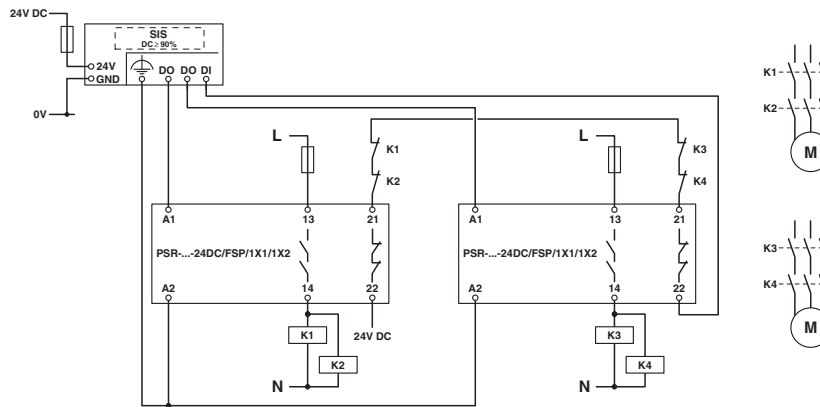 24V DC
SIS
DC ≥ 90%
24V
GND
DO DO DI
0V
L
K1
K2
L
K3
K4
K1
K2
M
A1 13 21
PSR-...-24DC/FSP/1X1/1X2
A2 14 22
K1
K2
24V DC
N
A1 13 21
PSR-...-24DC/FSP/1X1/1X2
A2 14 22
K3
K4
N
K3
K4
M